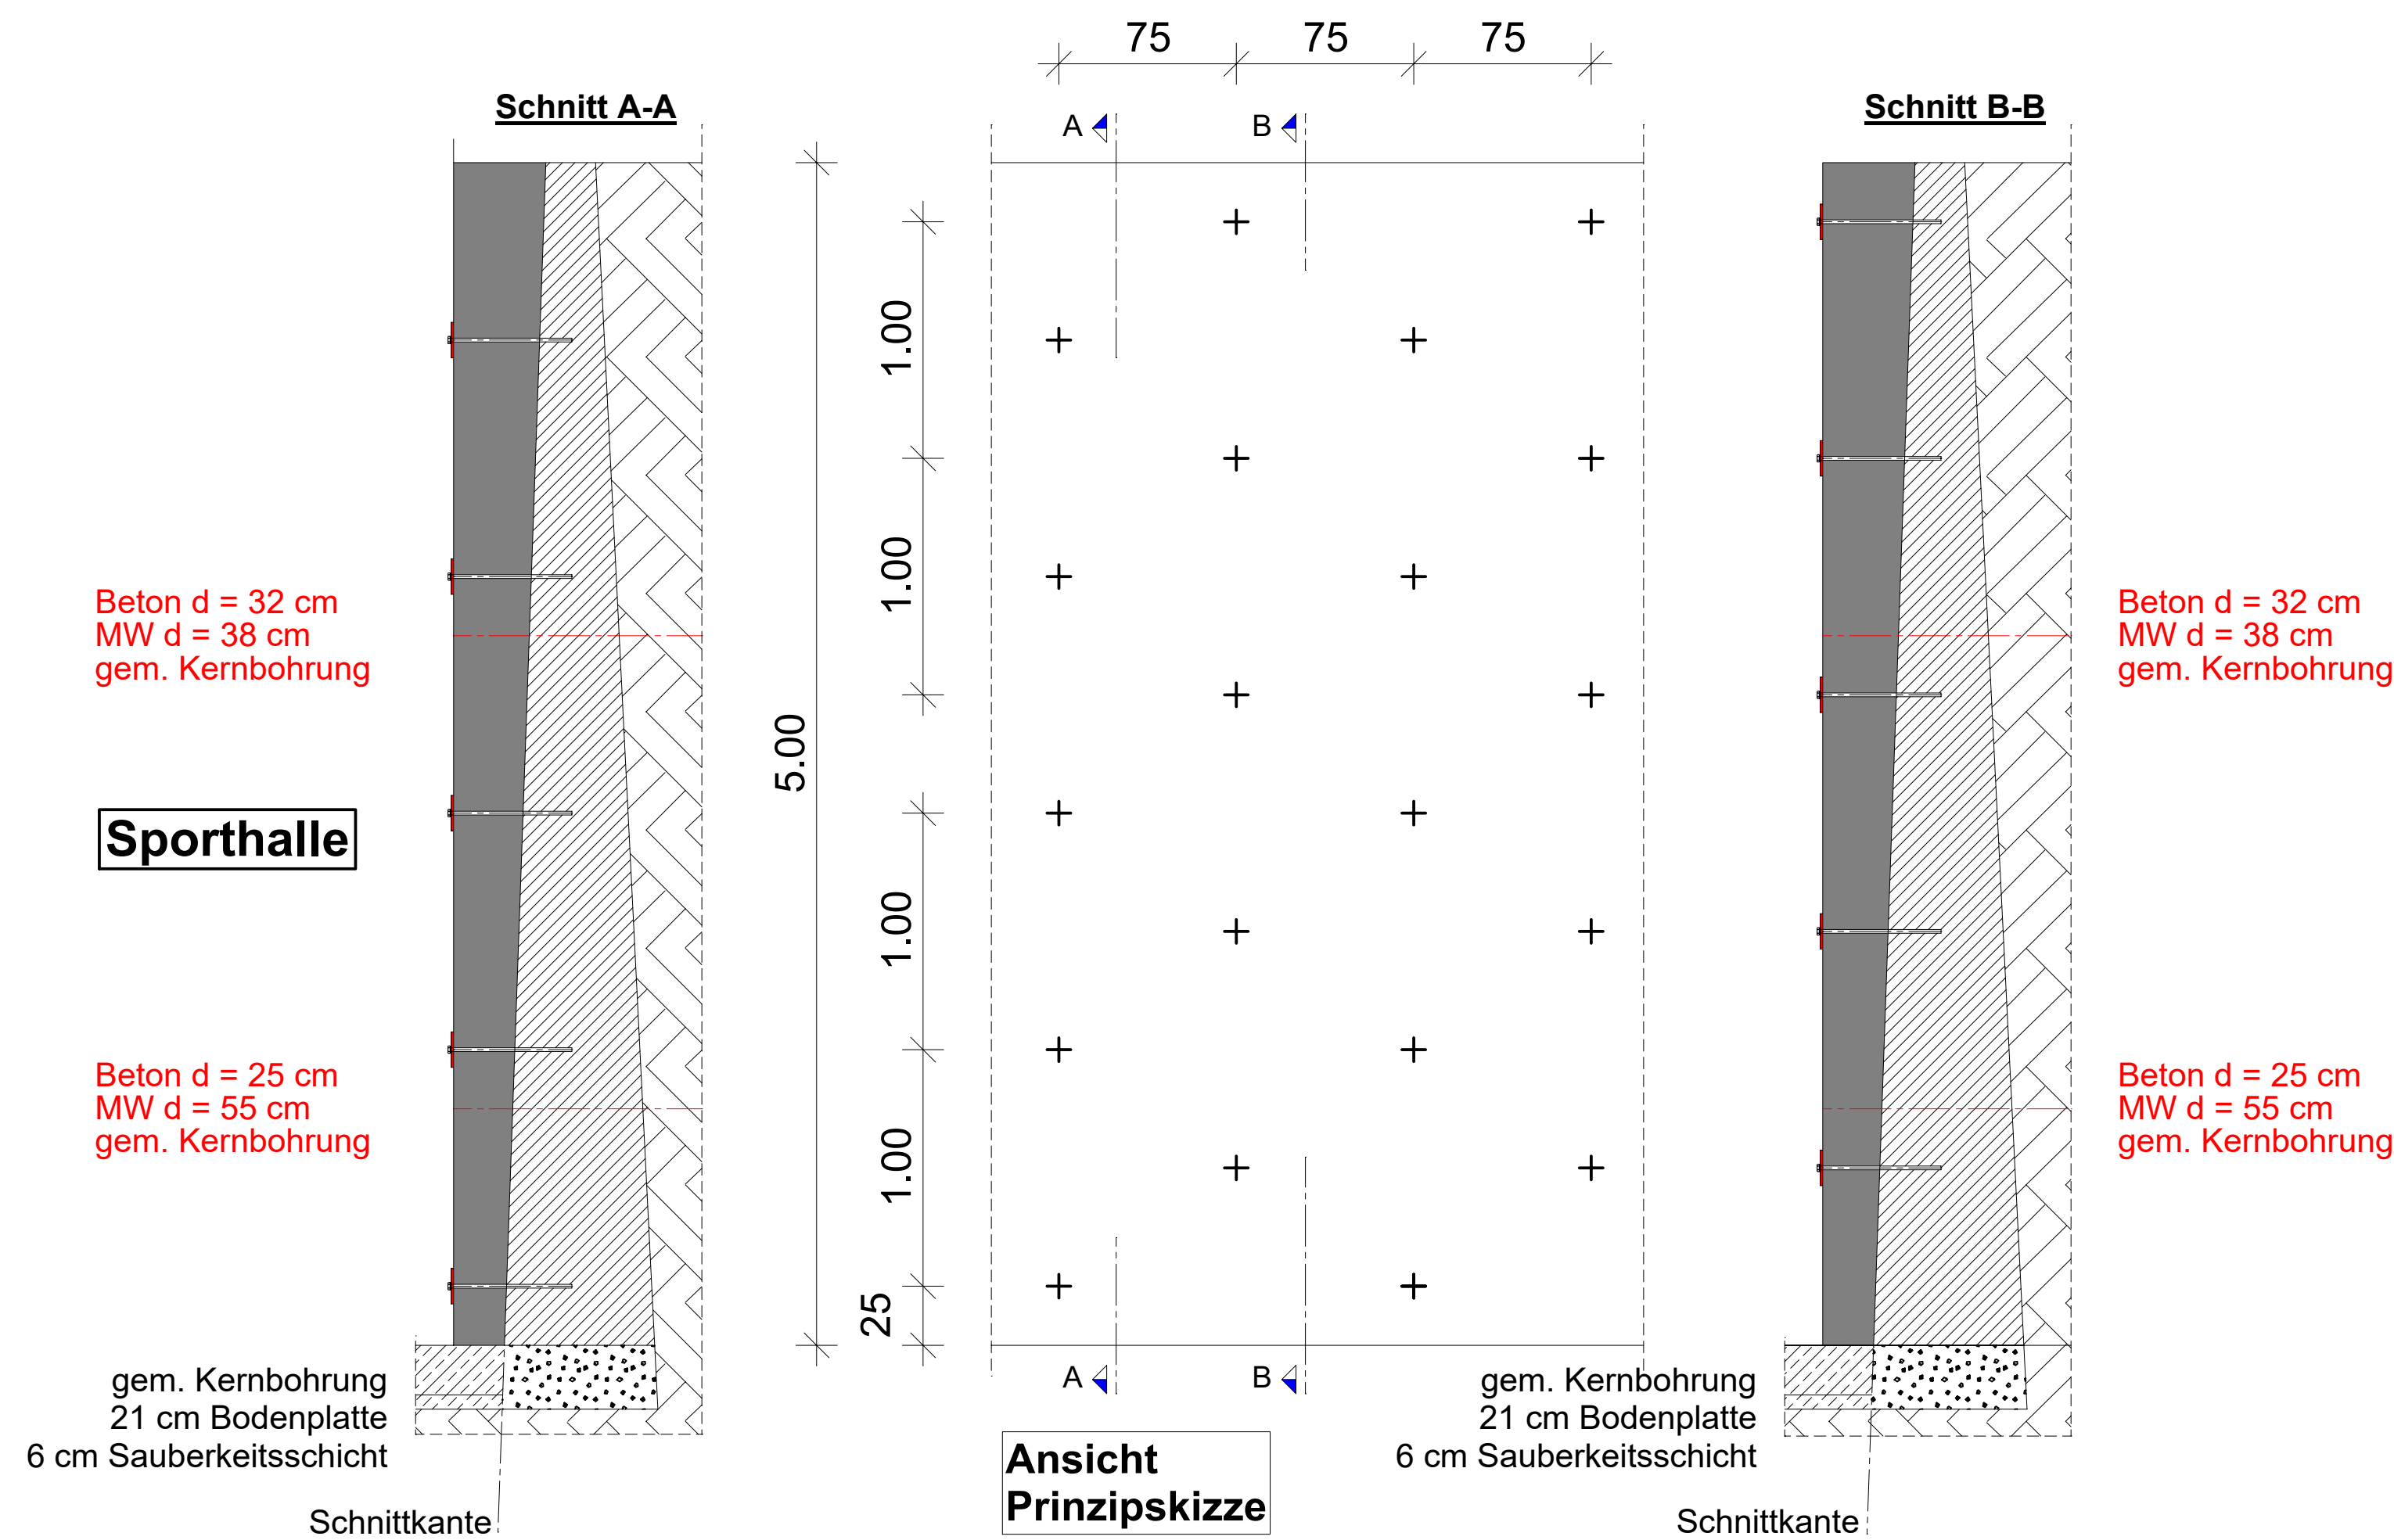 75
75
75
Schnitt A-A
Schnitt B-B
A
B
1.00
1.00
5.00
1.00
1.00
25
Beton d = 32 cm
MW d = 38 cm
gem. Kernbohrung
Beton d = 32 cm
MW d = 38 cm
gem. Kernbohrung
Sporthalle
Beton d = 25 cm
MW d = 55 cm
gem. Kernbohrung
Beton d = 25 cm
MW d = 55 cm
gem. Kernbohrung
gem. Kernbohrung
21 cm Bodenplatte
6 cm Sauberkeitsschicht
Schnittkante
A
B
Ansicht
Prinzipskizze
gem. Kernbohrung
21 cm Bodenplatte
6 cm Sauberkeitsschicht
Schnittkante